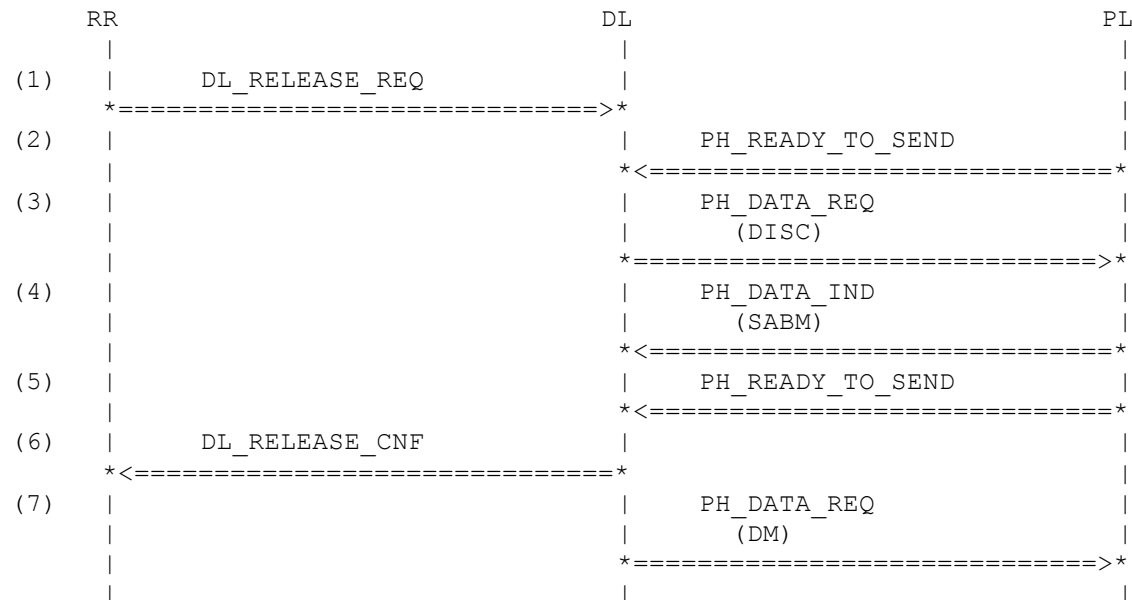 RR DL PL
(1) DL_RELEASE_REQ
(2) PH_READY_TO_SEND
(3) PH_DATA_REQ
(DISC)
(4) PH_DATA_IND
(SABM)
(5) PH_READY_TO_SEND
(6) DL_RELEASE_CNF
(7) PH_DATA_REQ
(DM)